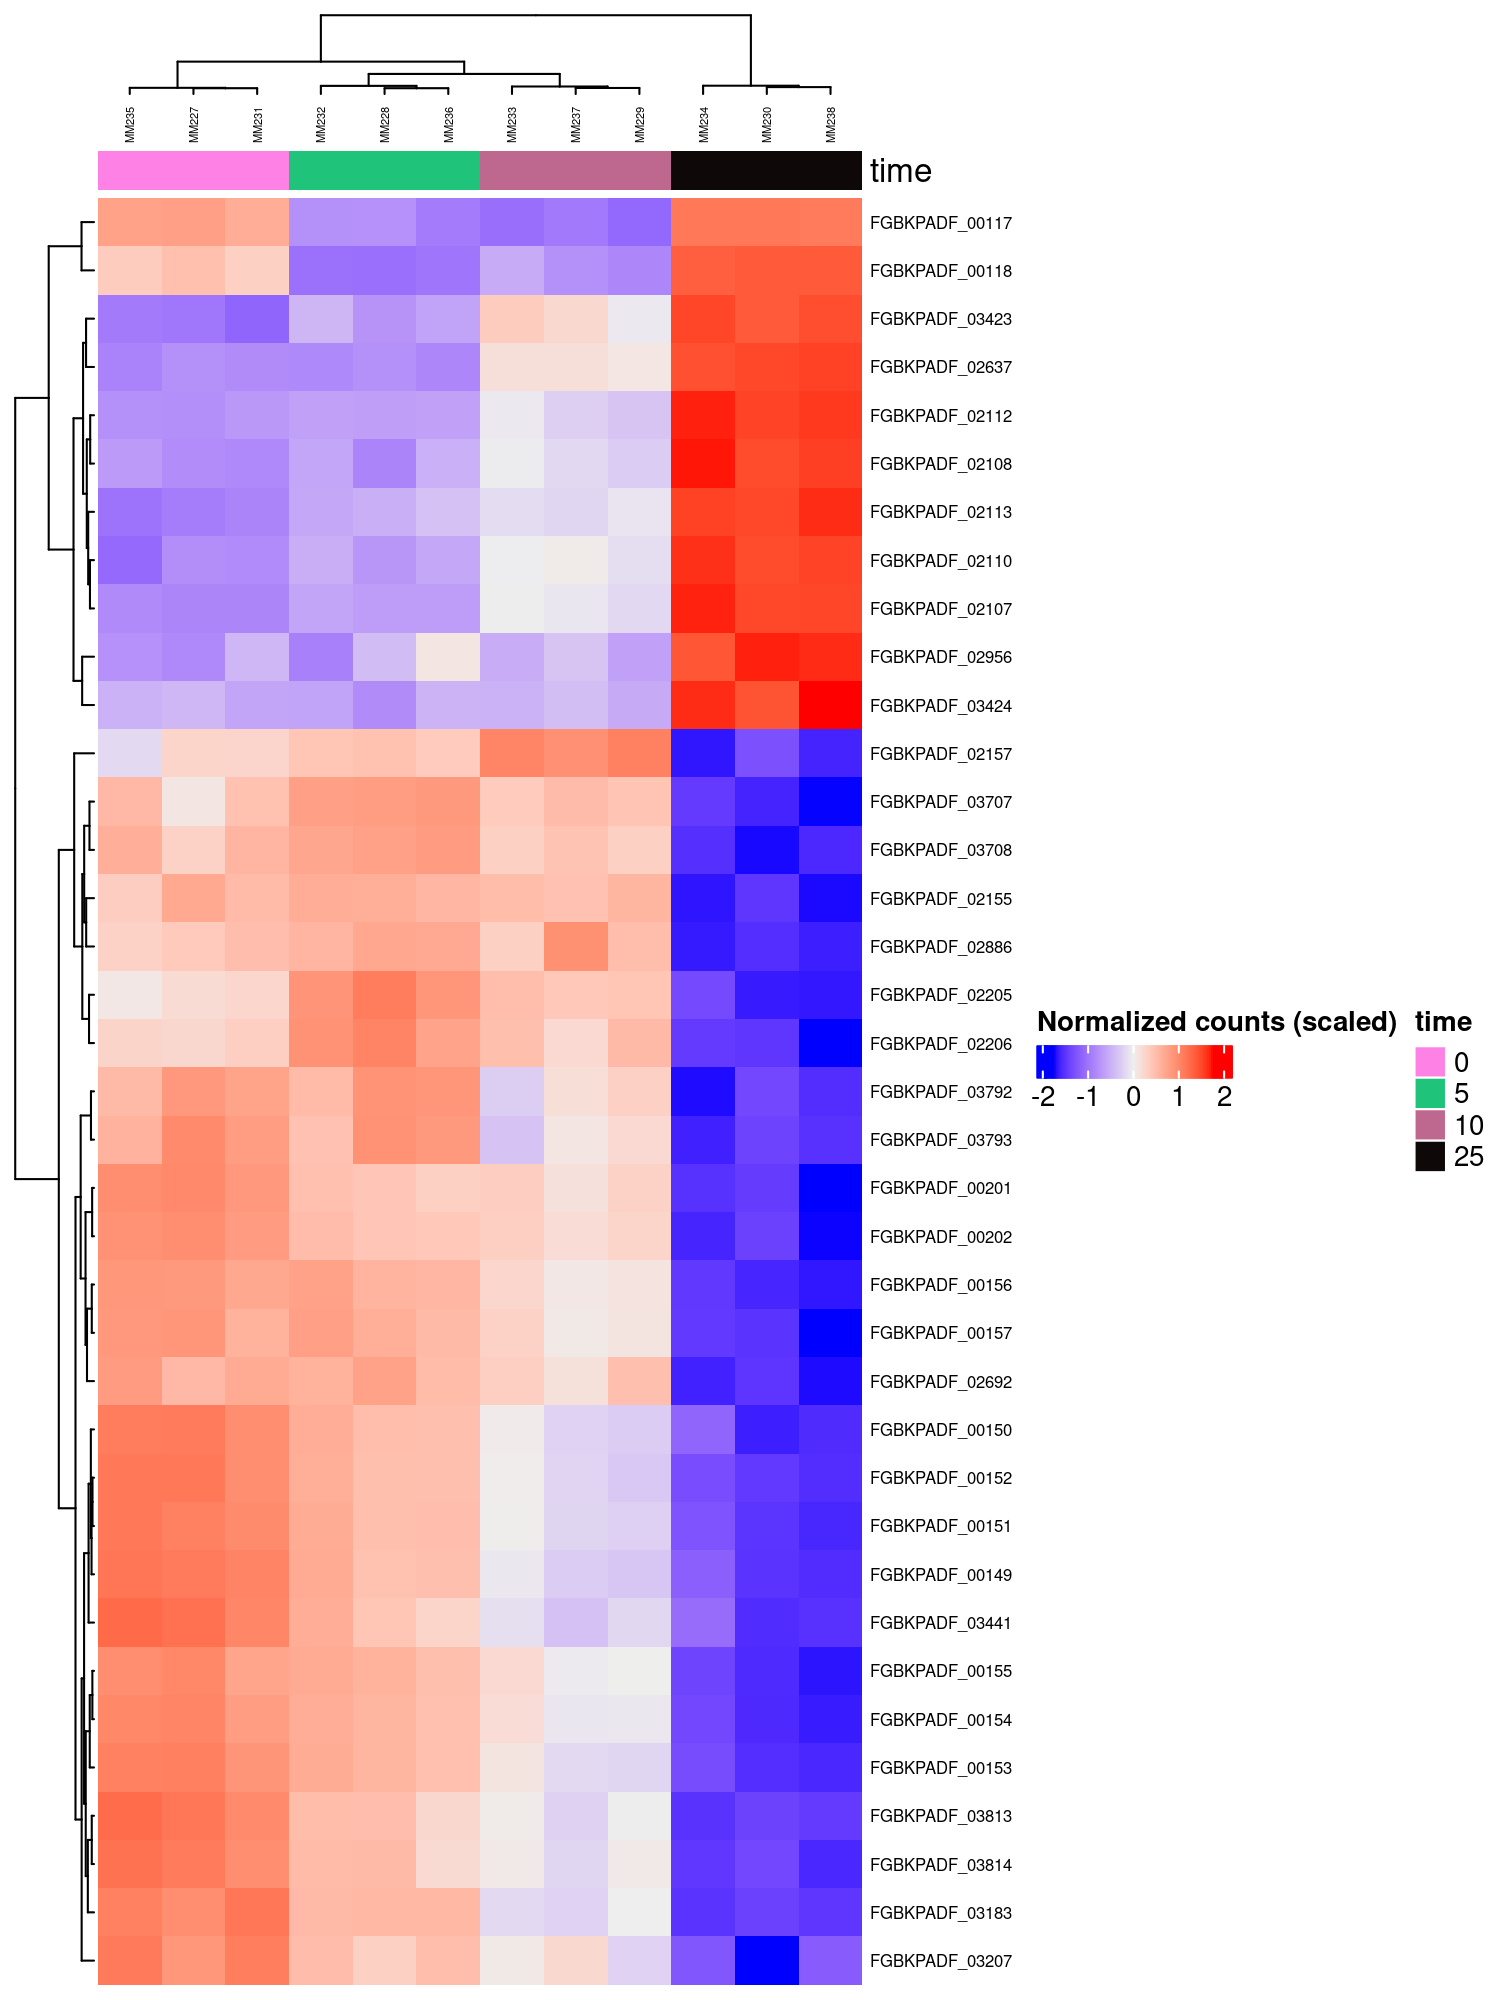 MM235 MM227 MM231 MM232 MM228 MM236 MM233 MM237 MM229 MM234 MM230 MM238
time
FGBKPADF_00117
FGBKPADF_00118
FGBKPADF_03423
FGBKPADF_02637
FGBKPADF_02112
FGBKPADF_02108
FGBKPADF_02113
FGBKPADF_02110
FGBKPADF_02107
FGBKPADF_02956
FGBKPADF_03424
FGBKPADF_02157
FGBKPADF_03707
FGBKPADF_03708
FGBKPADF_02155
FGBKPADF_02886
FGBKPADF_02205
FGBKPADF_02206
FGBKPADF_03792
FGBKPADF_03793
FGBKPADF_00201
FGBKPADF_00202
FGBKPADF_00156
FGBKPADF_00157
FGBKPADF_02692
FGBKPADF_00150
FGBKPADF_00152
FGBKPADF_00151
FGBKPADF_00149
FGBKPADF_03441
FGBKPADF_00155
FGBKPADF_00154
FGBKPADF_00153
FGBKPADF_03813
FGBKPADF_03814
FGBKPADF_03183
FGBKPADF_03207
Normalized counts (scaled)
-2 -1 0 1 2
time
0
5
10
25